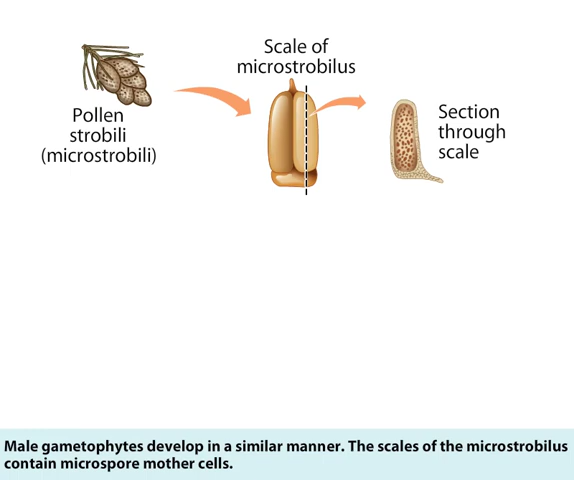 Scale of
microstrobilus
Pollen
strobili
(microstrobili)
Section
through
scale
Male gametophytes develop in a similar manner. The scales of the microstrobilus
contain microspore mother cells.